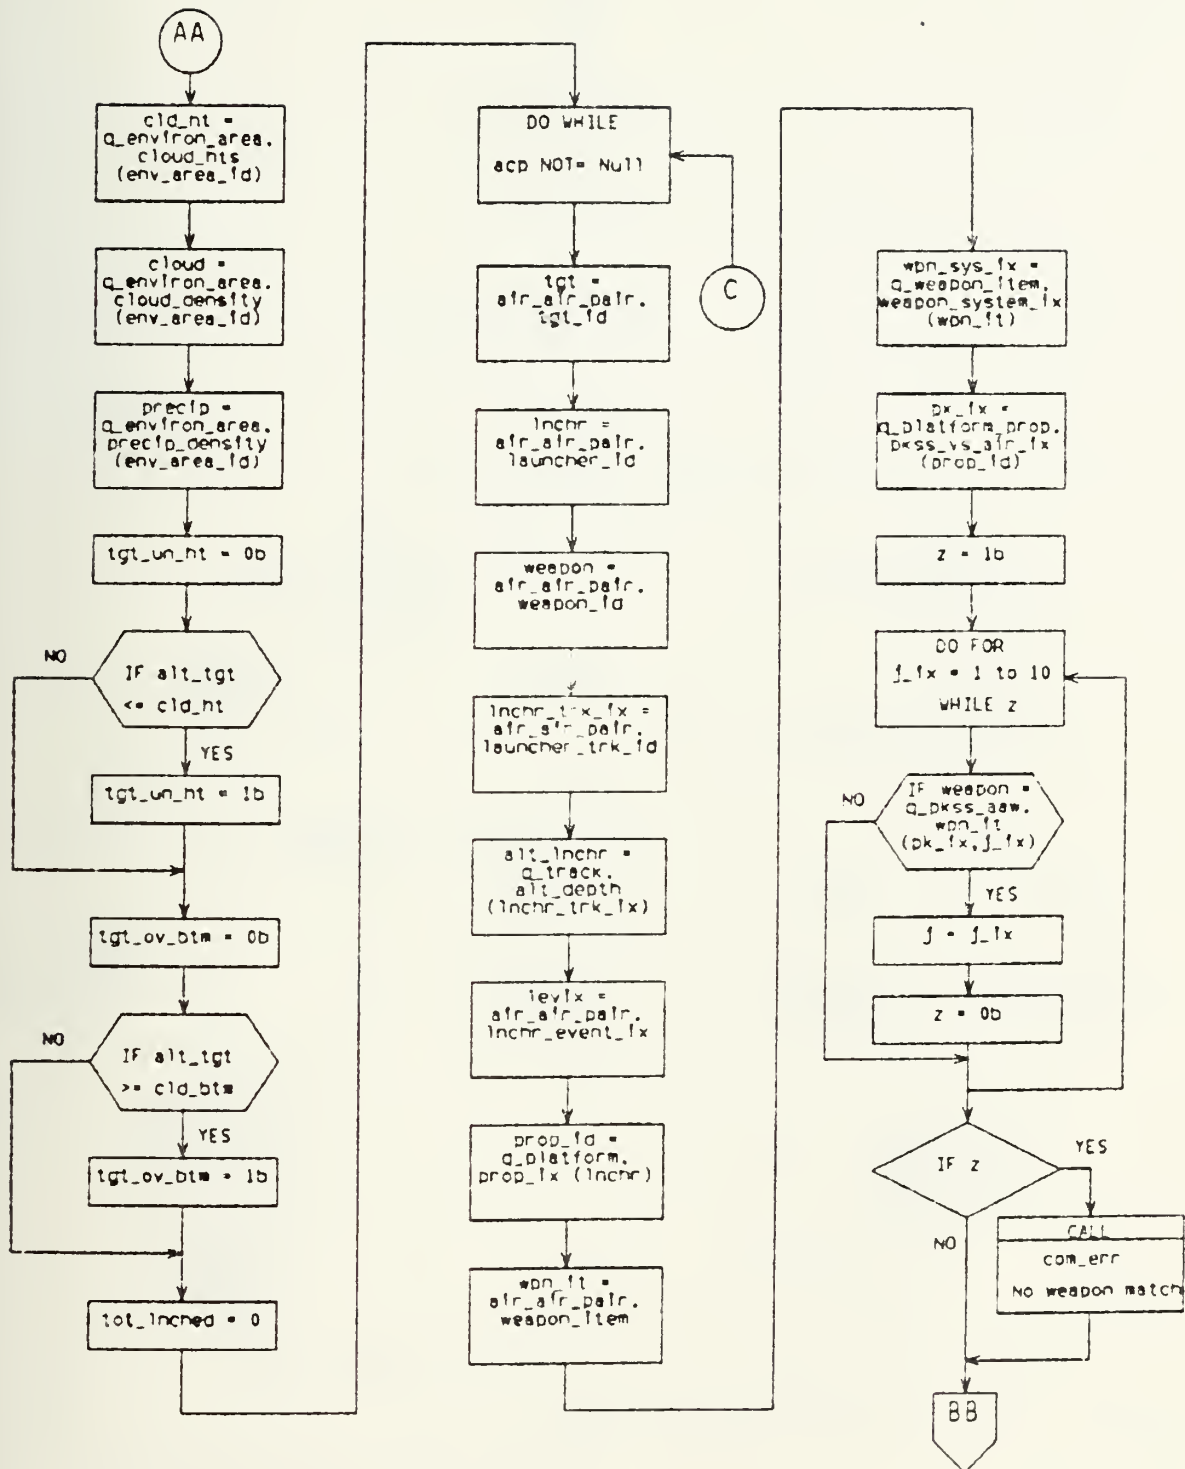 AA
cld_ht =
q_environ_area.
cloud_hts
(env_area_id)
cloud =
q_environ_area.
cloud_density
(env_area_id)
precip =
q_environ_area.
precip_density
(env_area_id)
tgt_un_ht = 0b
NO
IF alt_tgt
<= cld_ht
YES
tgt_un_ht = 1b
tgt_ov_btm = 0b
NO
IF alt_tgt
>= cld_btm
YES
tgt_ov_btm = 1b
tot_lnched = 0
DO WHILE
acp NOT= Null
C
tgt =
air_air_pair.
tgt_id
lnchr =
air_air_pair.
launcher_id
weapon =
air_air_pair.
weapon_id
lnchr_trk_ix =
air_air_pair.
launcher_trk_id
alt_lnchr =
q_track.
alt_depth
(lnchr_trk_ix)
levix =
air_air_pair.
lnchr_event_ix
prop_id =
q_platform.
prop_ix (lnchr)
wpn_it =
air_air_pair.
weapon_item
wpn_sys_ix =
q_weapon_item.
weapon_system_ix
(wpn_it)
pk_ix =
q_platform_prop.
pkss_vs_air_ix
(prop_id)
z = 1b
DO FOR
j_ix = 1 to 10
WHILE z
NO
IF weapon =
q_pkss_aaw.
wpn_it
(pk_ix,j_ix)
YES
j = j_ix
z = 0b
IF z
YES
NO
CALL
com_err
No weapon match
BB